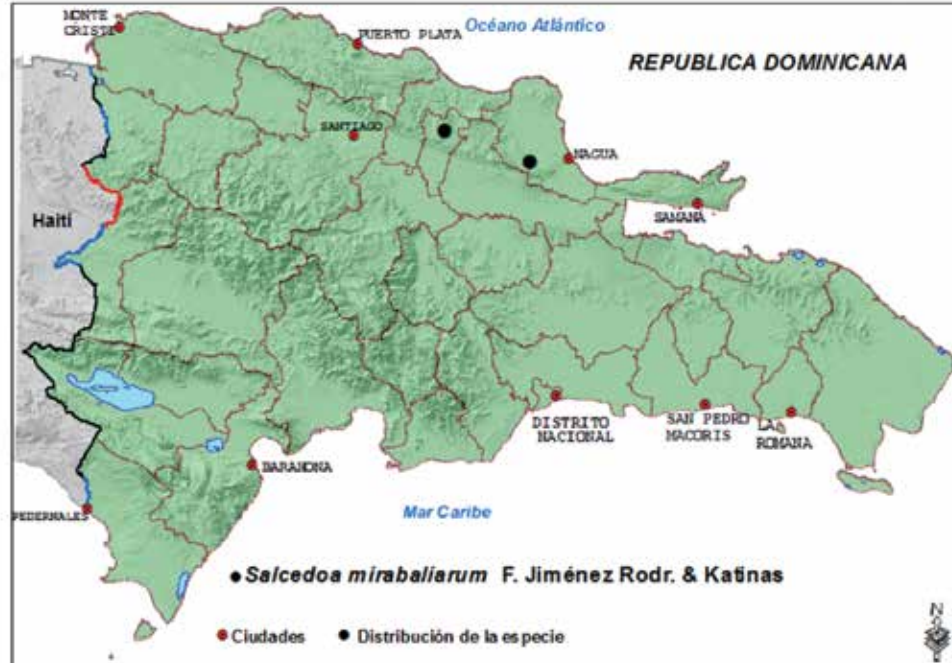 MONTE
CRISTI
Océano Atlántico
PUERTO PLATA
REPUBLICA DOMINICANA
SANTIAGO
NAGUA
SAMANA
Haití
DISTRITO
NACIONAL
SAN PEDRO
MACORIS
LA
ROMANA
BARAHONA
PEDERNALES
Mar Caribe
Salcedoa mirabaliarum F. Jiménez Rodr. & Katinas
Ciudades
Distribución de la especie
N